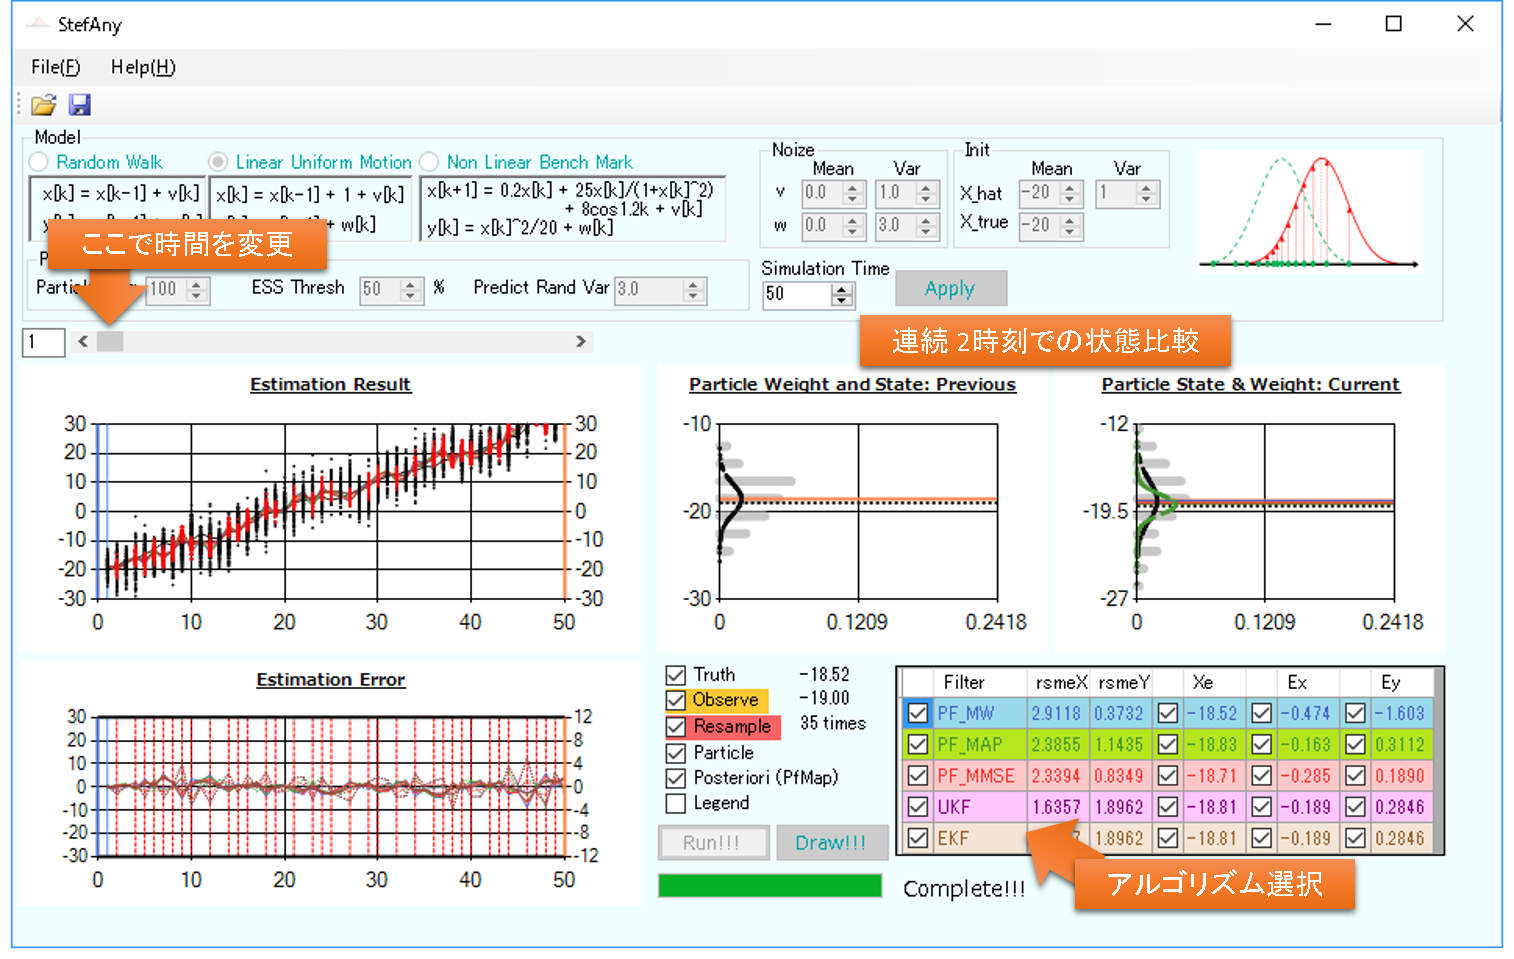 StefAny
File(F) Help(H)
Model
Random Walk Linear Uniform Motion Non Linear Bench Mark
x[k] = x[k-1] + v[k]
x[k] = x[k-1] + 1 + v[k]
+ w[k]
x[k+1] = 0.2x[k] + 25x[k]/(1+x[k]^2)
+ 8cos1.2k + v[k]
y[k] = x[k]^2/20 + w[k]
Noize
Mean Var
v 0.0 1.0
w 0.0 3.0
Init
Mean Var
X_hat -20 1
X_true -20
ここで時間を変更
100 ESS Thresh 50 % Predict Rand Var 3.0
Simulation Time
50 Apply
1
連続 2時刻での状態比較
Estimation Result
30 30
20 20
10 10
0 0
-10 -10
-20 -20
-30 -30
0 10 20 30 40 50
Particle Weight and State: Previous
-10
-20
-30
0 0.1209 0.2418
Particle State & Weight: Current
-12
-19.5
-27
0 0.1209 0.2418
Estimation Error
30 12
20 8
10 4
0 0
-10 -4
-20 -8
-30 -12
0 10 20 30 40 50
Truth -18.52
Observe -19.00
Resample 35 times
Particle
Posteriori (PfMap)
Legend
Run!!! Draw!!!
Filter rsmeX rsmeY Xe Ex Ey
PF_MW 2.9118 0.3732 -18.52 -0.474 -1.603
PF_MAP 2.3855 1.1435 -18.83 -0.163 0.3112
PF_MMSE 2.3394 0.8349 -18.71 -0.285 0.1890
UKF 1.6357 1.8962 -18.81 -0.189 0.2846
EKF 1.8962 -18.81 -0.189 0.2846
Complete!!!
アルゴリズム選択